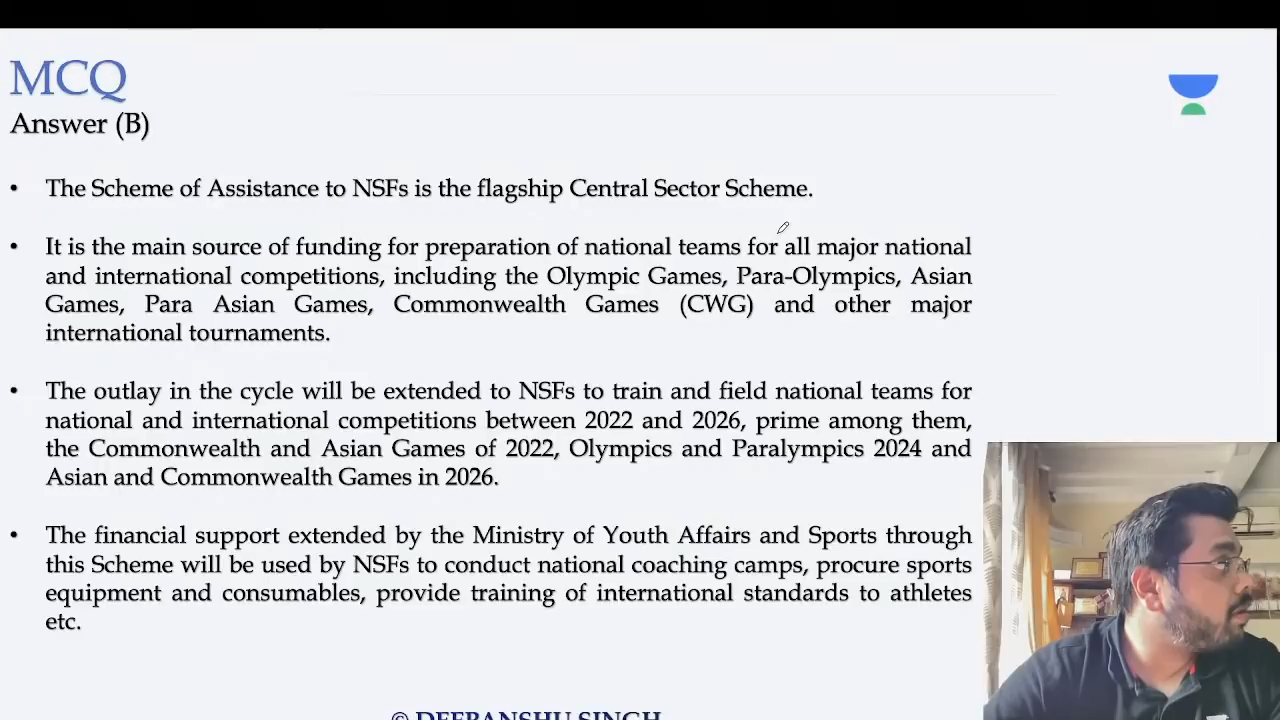 MCQ
Answer (B)
• The Scheme of Assistance to NSFs is the flagship Central Sector Scheme.
• It is the main source of funding for preparation of national teams for all major national
and international competitions, including the Olympic Games, Para-Olympics, Asian
Games, Para Asian Games, Commonwealth Games (CWG) and other major
international tournaments.
• The outlay in the cycle will be extended to NSFs to train and field national teams for
national and international competitions between 2022 and 2026, prime among them,
the Commonwealth and Asian Games of 2022, Olympics and Paralympics 2024 and
Asian and Commonwealth Games in 2026.
• The financial support extended by the Ministry of Youth Affairs and Sports through
this Scheme will be used by NSFs to conduct national coaching camps, procure sports
equipment and consumables, provide training of international standards to athletes
etc.
© DEEPANSHU SINGH